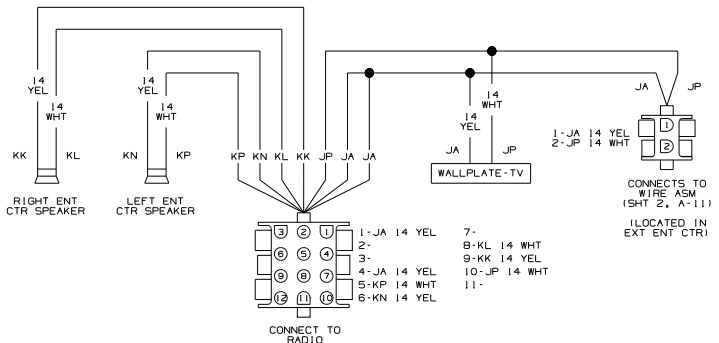 14
YEL
14
WHT
14
YEL
14
WHT
14
WHT
14
YEL
JA
JP
KK
KL
KN
KP
KP
KN
KL
KK
JP
JA
JA
JA
JP
1-JA 14 YEL
2-JP 14 WHT
1
2
WALLPLATE-TV
RIGHT ENT
CTR SPEAKER
LEFT ENT
CTR SPEAKER
CONNECTS TO
WIRE ASM
(SHT 2, A-11)
(LOCATED IN
EXT ENT CTR)
3 2 1
6 5 4
9 8 7
12 11 10
1-JA 14 YEL
2-
3-
4-JA 14 YEL
5-KP 14 WHT
6-KN 14 YEL
7-
8-KL 14 WHT
9-KK 14 YEL
10-JP 14 WHT
11-
CONNECT TO
RADIO